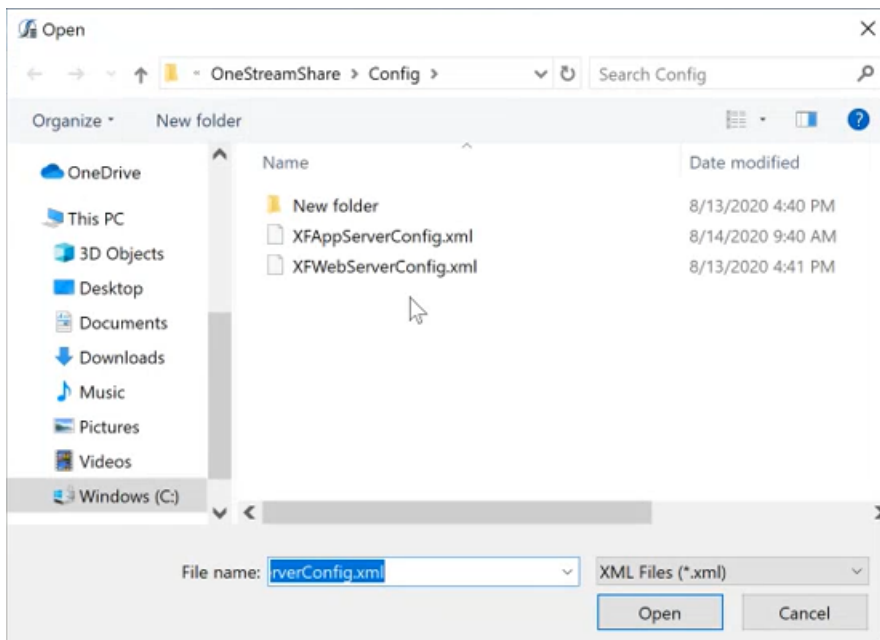 Open
OneStreamShare > Config >
Search Config
Organize
New folder
?
Name
Date modified
OneDrive
This PC
3D Objects
Desktop
Documents
Downloads
Music
Pictures
Videos
Windows (C:)
New folder 8/13/2020 4:40 PM
XFAppServerConfig.xml 8/14/2020 9:40 AM
XFWebServerConfig.xml 8/13/2020 4:41 PM
File name: rverConfig.xml
XML Files (*.xml)
Open
Cancel